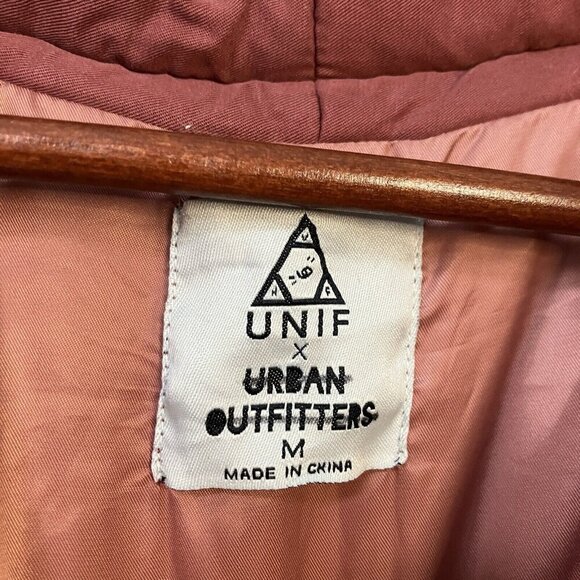 UNIF
X
URBAN
OUTFITTERS
M
MADE IN CHINA